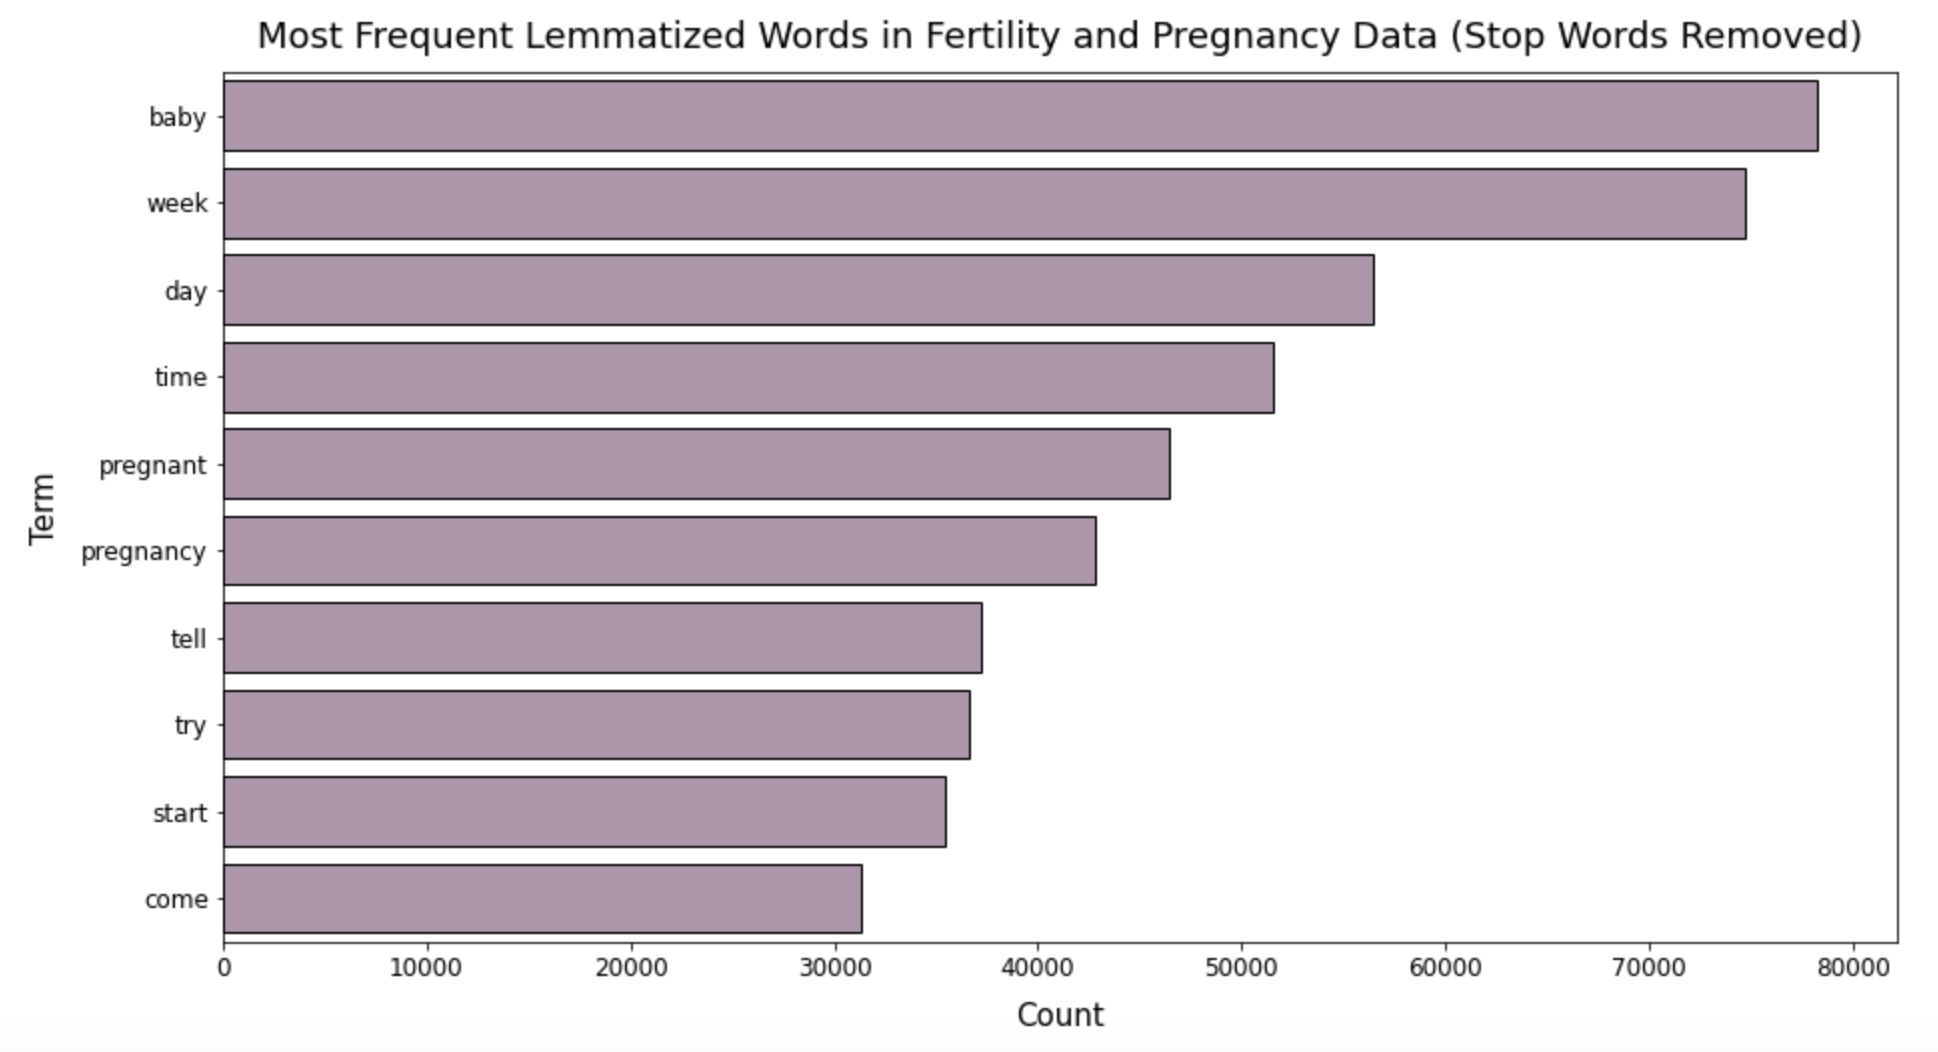 Most Frequent Lemmatized Words in Fertility and Pregnancy Data (Stop Words Removed)
Term
baby
week
day
time
pregnant
pregnancy
tell
try
start
come
0 10000 20000 30000 40000 50000 60000 70000 80000
Count